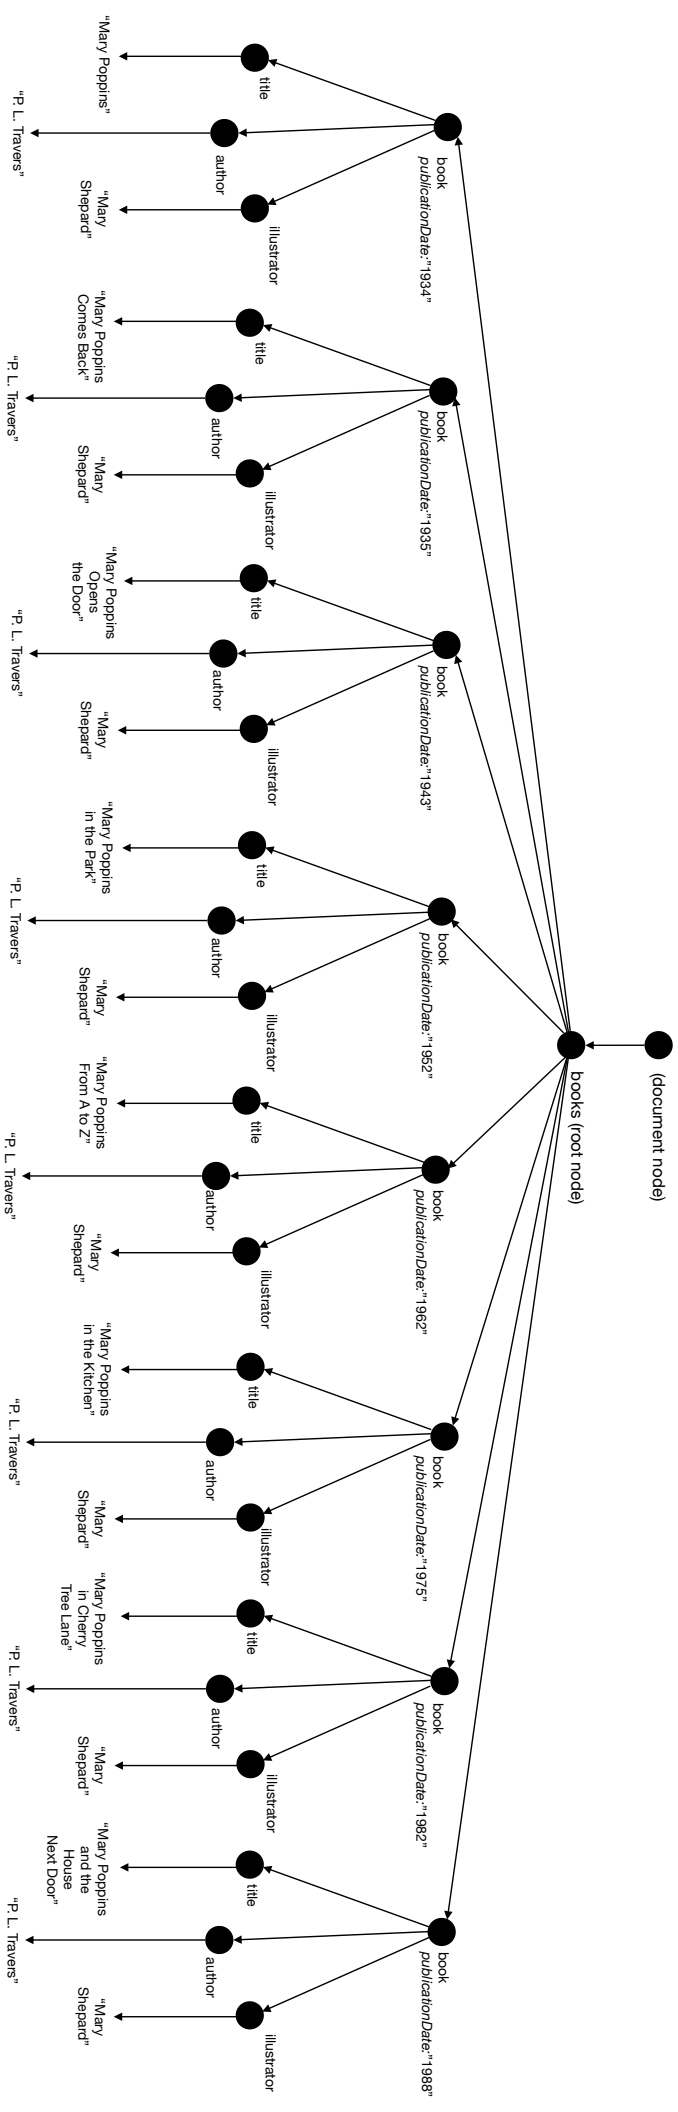 (document node)
books (root node)
book
publicationDate:"1934"
title
"Mary Poppins"
author
"P. L. Travers"
illustrator
"Mary
Shepard"
book
publicationDate:"1935"
title
"Mary Poppins
Comes Back"
author
"P. L. Travers"
illustrator
"Mary
Shepard"
book
publicationDate:"1943"
title
"Mary Poppins
Opens
the Door"
author
"P. L. Travers"
illustrator
"Mary
Shepard"
book
publicationDate:"1952"
title
"Mary Poppins
in the Park"
author
"P. L. Travers"
illustrator
"Mary
Shepard"
book
publicationDate:"1962"
title
"Mary Poppins
From A to Z"
author
"P. L. Travers"
illustrator
"Mary
Shepard"
book
publicationDate:"1975"
title
"Mary Poppins
in the Kitchen"
author
"P. L. Travers"
illustrator
"Mary
Shepard"
book
publicationDate:"1982"
title
"Mary Poppins
in Cherry
Tree Lane"
author
"P. L. Travers"
illustrator
"Mary
Shepard"
book
publicationDate:"1988"
title
"Mary Poppins
and the
House
Next Door"
author
"P. L. Travers"
illustrator
"Mary
Shepard"